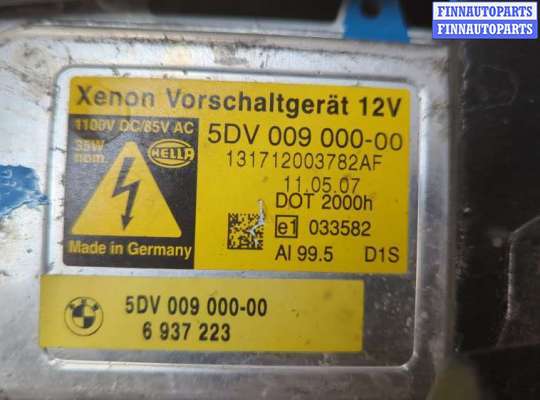 FINNAUTOPARTS
FINNAUTOPARTS
Xenon Vorschaltgerät 12V
1100V DC/85V AC
35W
nom.
HELLA
5DV 009 000-00
131712003782AF
11.05.07
DOT 2000h
e1 033582
Al 99.5 D1S
Made in Germany
5DV 009 000-00
6 937 223